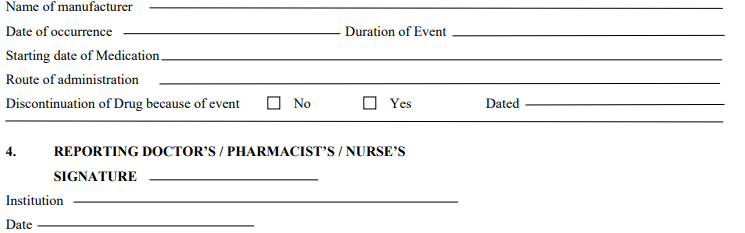 Name of manufacturer
Date of occurrence Duration of Event
Starting date of Medication
Route of administration
Discontinuation of Drug because of event ☐ No ☐ Yes Dated
4. REPORTING DOCTOR'S / PHARMACIST'S / NURSE'S
SIGNATURE
Institution
Date